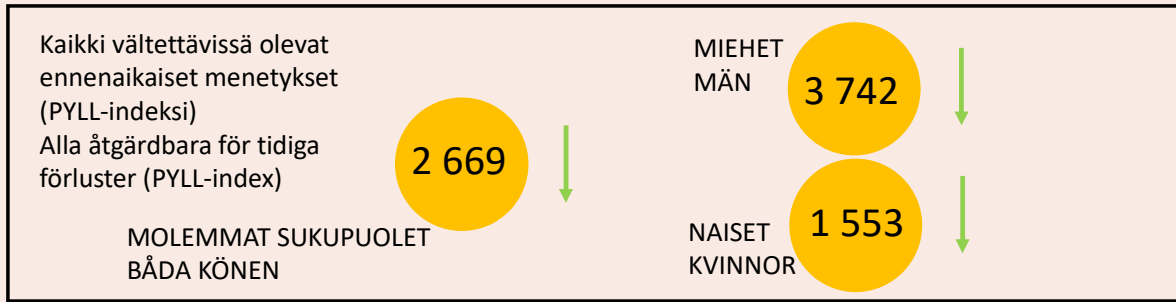 Kaikki vältettävissä olevat
ennenaikaiset menetykset
(PYLL-indeksi)
Alla åtgärdbara för tidiga
förluster (PYLL-index)
2 669
MOLEMMAT SUKUPUOLET
BÅDA KÖNEN
MIEHET
MÄN
3 742
NAISET
KVINNOR
1 553